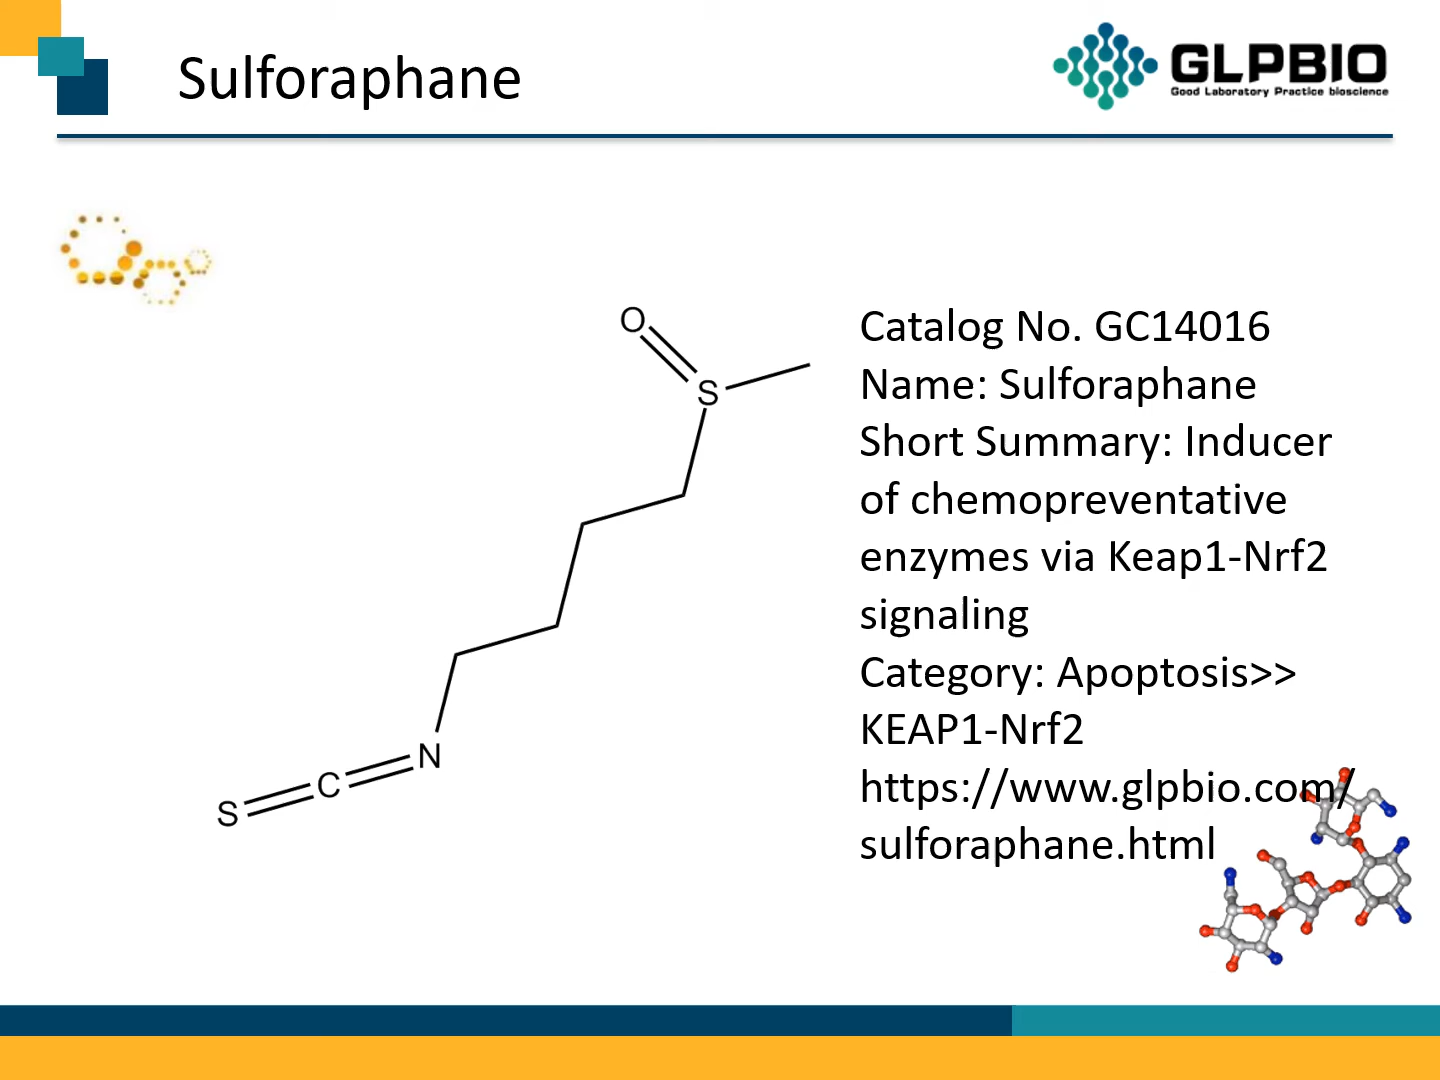 Sulforaphane
GLPBIO
Good Laboratory Practice bioscience
O
S
N
C
S
Catalog No. GC14016
Name: Sulforaphane
Short Summary: Inducer
of chemopreventative
enzymes via Keap1-Nrf2
signaling
Category: Apoptosis>>
KEAP1-Nrf2
https://www.glpbio.com/
sulforaphane.html